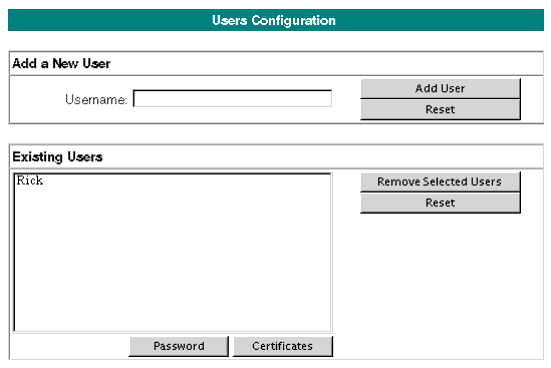 Users Configuration
Add a New User
Username:
Add User
Reset
Existing Users
Rick
Remove Selected Users
Reset
Password
Certificates